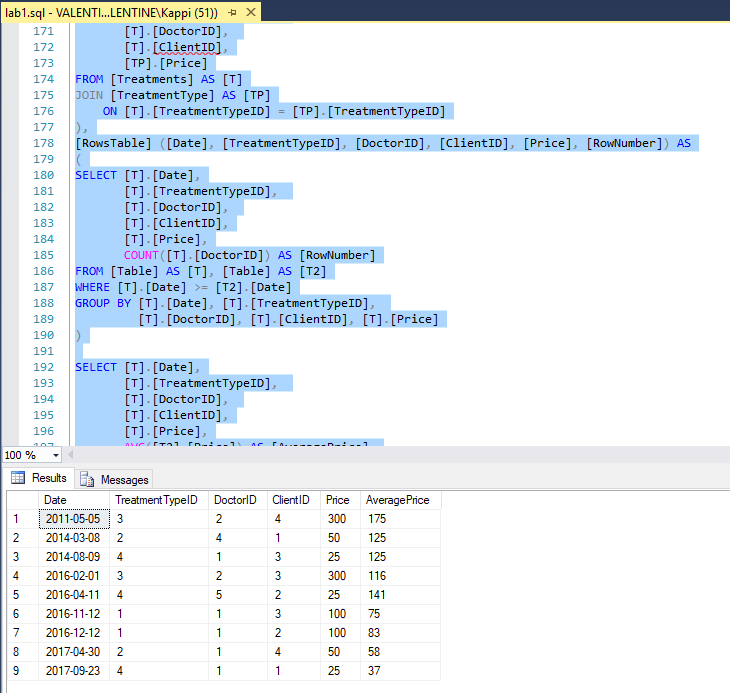 lab1.sql - VALENTI...LENTINE\Kappi (51))
171 [T].[DoctorID],
172 [T].[ClientID],
173 [TP].[Price]
174 FROM [Treatments] AS [T]
175 JOIN [TreatmentType] AS [TP]
176 ON [T].[TreatmentTypeID] = [TP].[TreatmentTypeID]
177 ),
178 [RowsTable] ([Date], [TreatmentTypeID], [DoctorID], [ClientID], [Price], [RowNumber]) AS
179 (
180 SELECT [T].[Date],
181 [T].[TreatmentTypeID],
182 [T].[DoctorID],
183 [T].[ClientID],
184 [T].[Price],
185 COUNT([T].[DoctorID]) AS [RowNumber]
186 FROM [Table] AS [T], [Table] AS [T2]
187 WHERE [T].[Date] >= [T2].[Date]
188 GROUP BY [T].[Date], [T].[TreatmentTypeID],
189 [T].[DoctorID], [T].[ClientID], [T].[Price]
190 )
191
192 SELECT [T].[Date],
193 [T].[TreatmentTypeID],
194 [T].[DoctorID],
195 [T].[ClientID],
196 [T].[Price],
197 AVG([T2].[Price]) AS [AveragePrice]
100 %
Results Messages
Date TreatmentTypeID DoctorID ClientID Price AveragePrice
1 2011-05-05 3 2 4 300 175
2 2014-03-08 2 4 1 50 125
3 2014-08-09 4 1 3 25 125
4 2016-02-01 3 2 3 300 116
5 2016-04-11 4 5 2 25 141
6 2016-11-12 1 1 3 100 75
7 2016-12-12 1 1 2 100 83
8 2017-04-30 2 1 4 50 58
9 2017-09-23 4 1 1 25 37